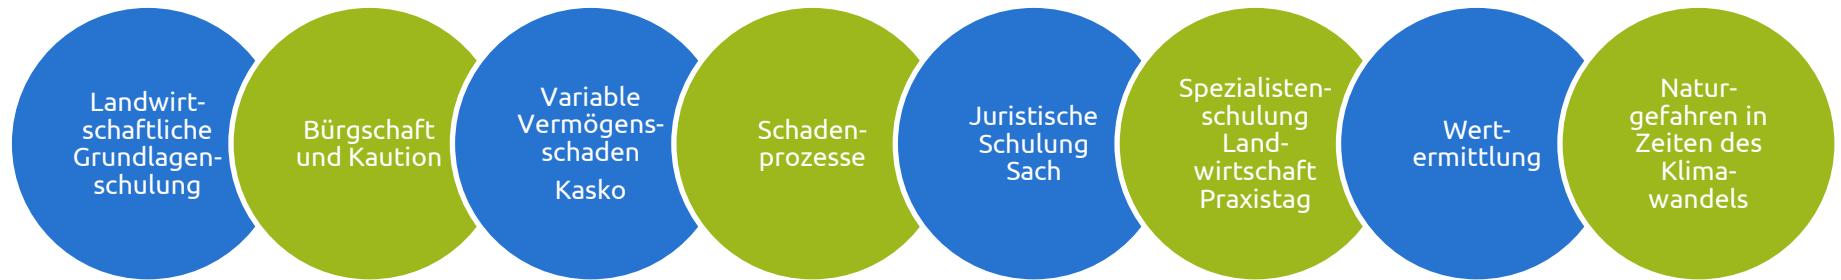 Landwirt-
schaftliche
Grundlagen-
schulung
Bürgschaft
und Kaution
Variable
Vermögens-
schaden
Kasko
Schaden-
prozesse
Juristische
Schulung
Sach
Spezialisten-
schulung
Land-
wirtschaft
Praxistag
Wert-
ermittlung
Natur-
gefahren in
Zeiten des
Klima-
wandels